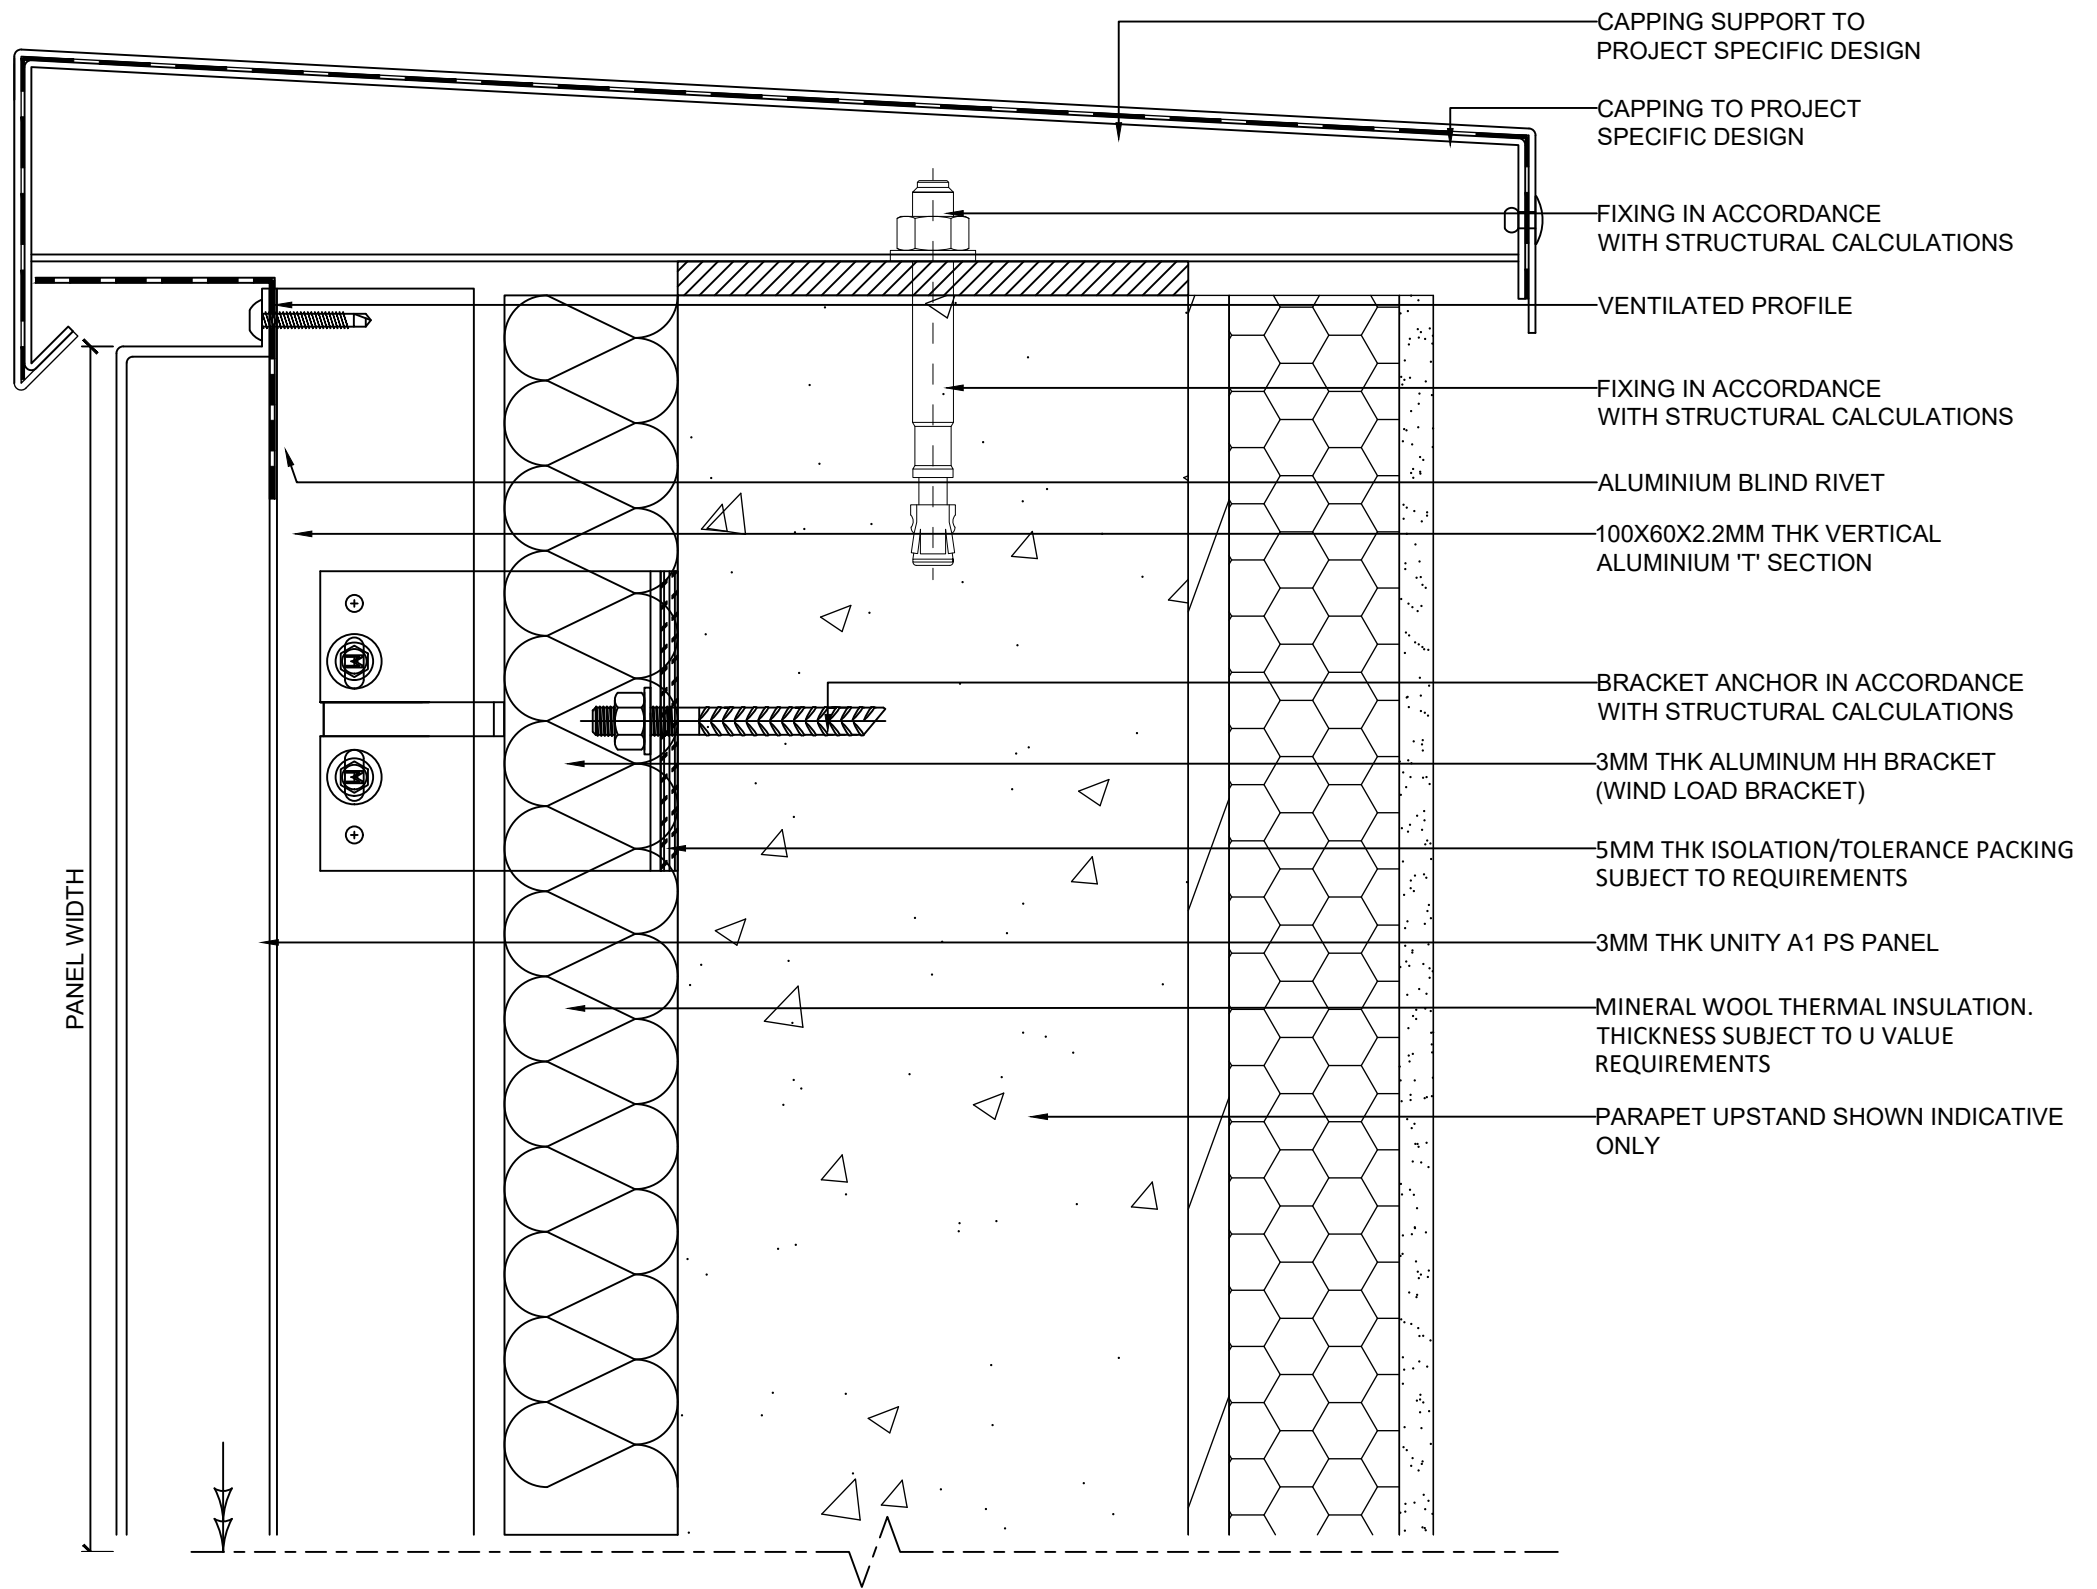 CAPPING SUPPORT TO
PROJECT SPECIFIC DESIGN
CAPPING TO PROJECT
SPECIFIC DESIGN
FIXING IN ACCORDANCE
WITH STRUCTURAL CALCULATIONS
VENTILATED PROFILE
FIXING IN ACCORDANCE
WITH STRUCTURAL CALCULATIONS
ALUMINIUM BLIND RIVET
100X60X2.2MM THK VERTICAL
ALUMINIUM 'T' SECTION
BRACKET ANCHOR IN ACCORDANCE
WITH STRUCTURAL CALCULATIONS
3MM THK ALUMINUM HH BRACKET
(WIND LOAD BRACKET)
5MM THK ISOLATION/TOLERANCE PACKING
SUBJECT TO REQUIREMENTS
3MM THK UNITY A1 PS PANEL
MINERAL WOOL THERMAL INSULATION.
THICKNESS SUBJECT TO U VALUE
REQUIREMENTS
PARAPET UPSTAND SHOWN INDICATIVE
ONLY
PANEL WIDTH